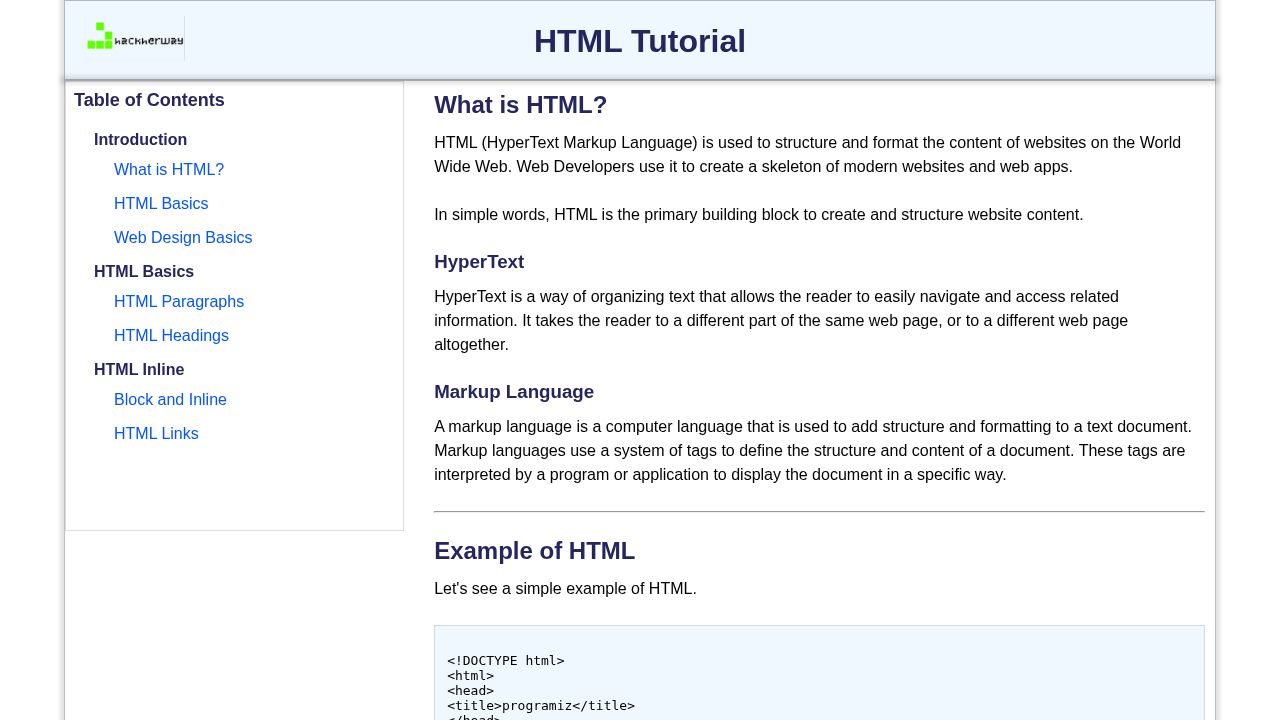 hackherway
HTML Tutorial
Table of Contents
Introduction
What is HTML?
HTML Basics
Web Design Basics
HTML Basics
HTML Paragraphs
HTML Headings
HTML Inline
Block and Inline
HTML Links
What is HTML?
HTML (HyperText Markup Language) is used to structure and format the content of websites on the World
Wide Web. Web Developers use it to create a skeleton of modern websites and web apps.
In simple words, HTML is the primary building block to create and structure website content.
HyperText
HyperText is a way of organizing text that allows the reader to easily navigate and access related
information. It takes the reader to a different part of the same web page, or to a different web page
altogether.
Markup Language
A markup language is a computer language that is used to add structure and formatting to a text document.
Markup languages use a system of tags to define the structure and content of a document. These tags are
interpreted by a program or application to display the document in a specific way.
Example of HTML
Let's see a simple example of HTML.
<!DOCTYPE html>
<html>
<head>
<title>programiz</title>
</head>